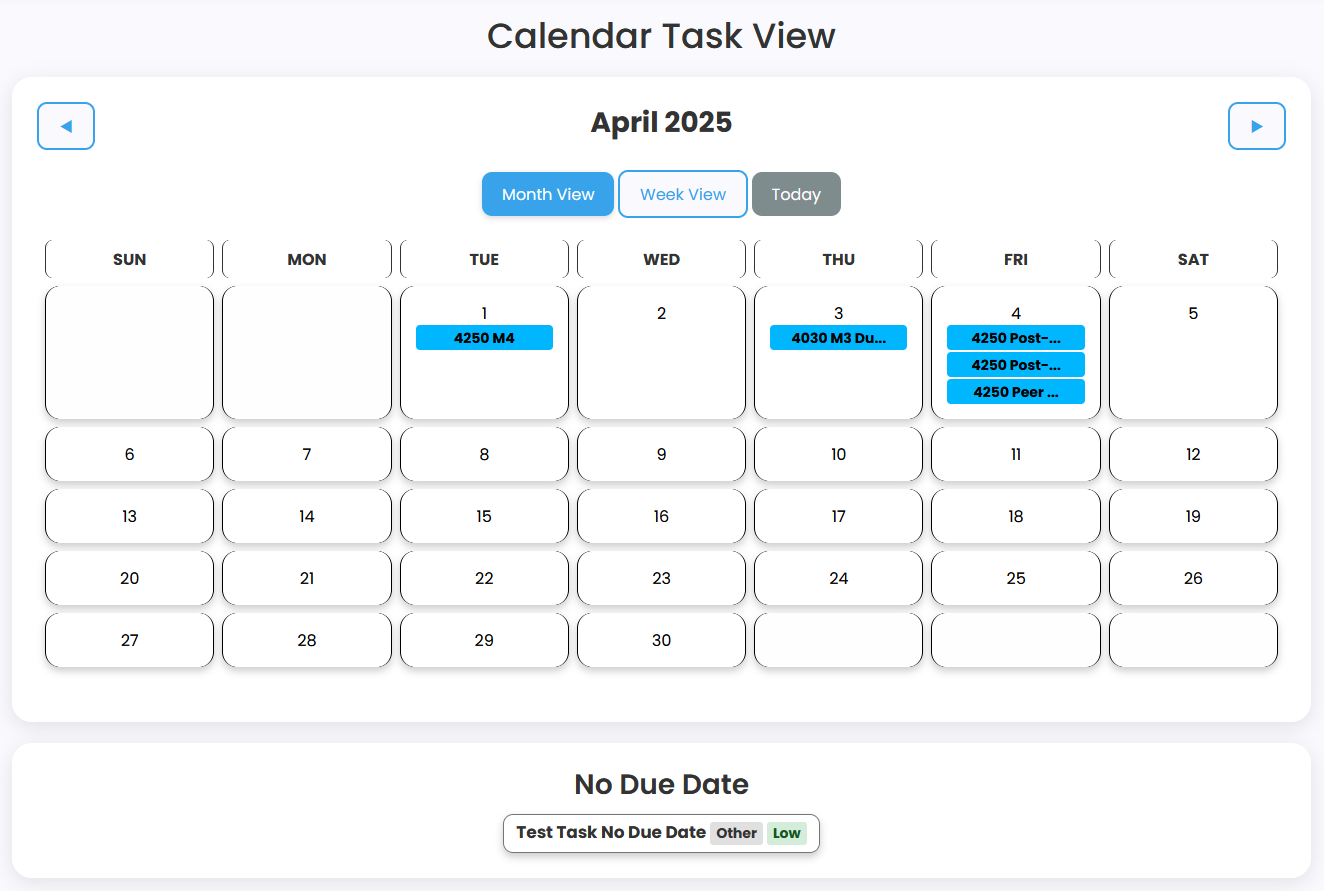 Calendar Task View
◀ April 2025 ▶
Month View Week View Today
SUN MON TUE WED THU FRI SAT
1 2 3 4 5
4250 M4 4030 M3 Du... 4250 Post-...
4250 Post-...
4250 Peer ...
6 7 8 9 10 11 12
13 14 15 16 17 18 19
20 21 22 23 24 25 26
27 28 29 30
No Due Date
Test Task No Due Date Other Low